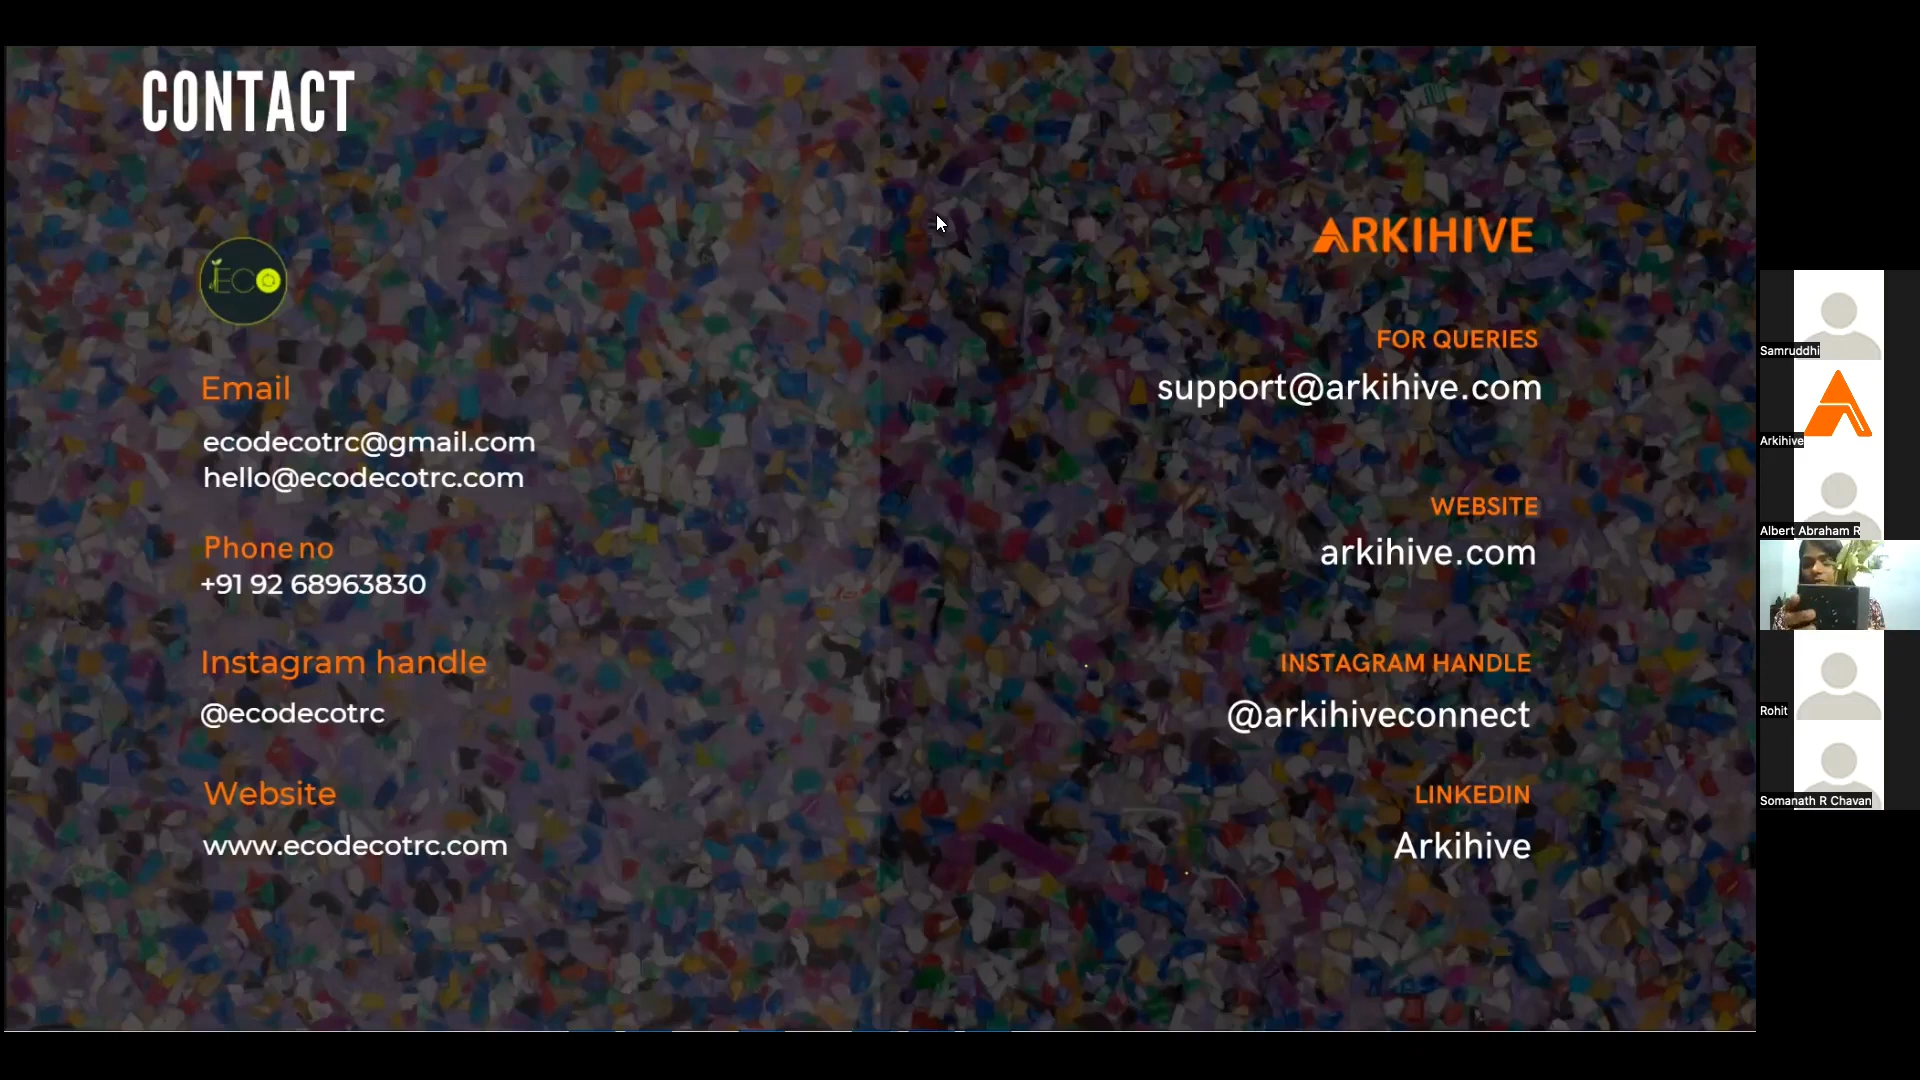 CONTACT
ECO
Email
ecodecotrc@gmail.com
hello@ecodecotrc.com
Phone no
+91 92 68963830
Instagram handle
@ecodecotrc
Website
www.ecodecotrc.com
ARKIHIVE
FOR QUERIES
support@arkihive.com
WEBSITE
arkihive.com
INSTAGRAM HANDLE
@arkihiveconnect
LINKEDIN
Arkihive
Samruddhi
Arkihive
Albert Abraham R
Rohit
Somanath R Chavan